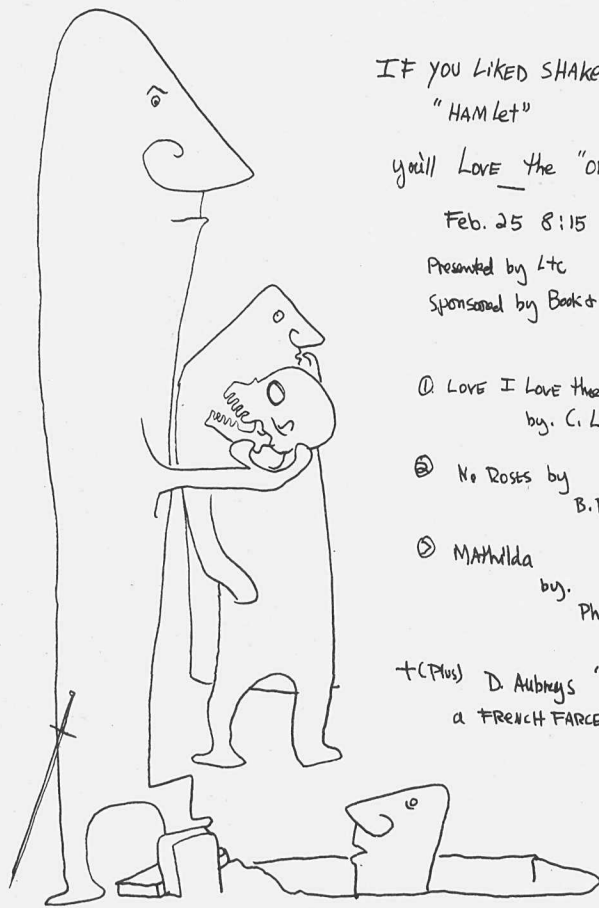 IF YOU LIKED SHAKE
"HAMLet"
you'll LOVE the "O
Feb. 25 8:15
Presented by Ltc
Sponsored by Book &
① LOVE I LOVE thee
by. C. L
② No Roses by
B.
③ MAthilda
by.
Ph
+(Plus) D. Aubreys "
a FRENCH FARCE